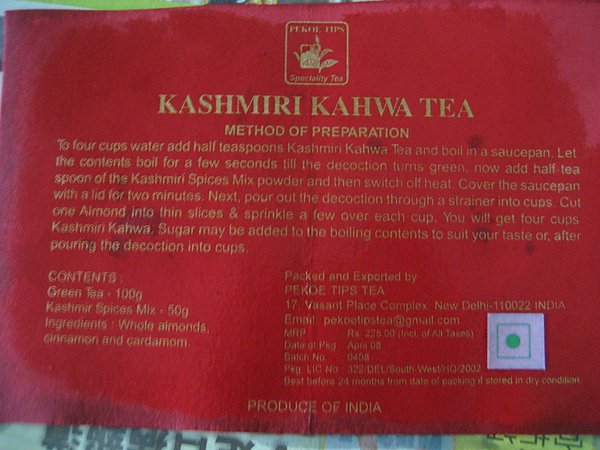 PEKOE TIPS
Speciality Tea
KASHMIRI KAHWA TEA
METHOD OF PREPARATION
To four cups water add half teaspoons Kashmiri Kahwa Tea and boil in a saucepan. Let
the contents boil for a few seconds till the decoction turns green. now add half tea
spoon of the Kashmiri Spices Mix powder and then switch off heat. Cover the saucepan
with a lid for two minutes. Next, pour out the decoction through a strainer into cups. Cut
one Almond into thin slices & sprinkle a few over each cup. You will get four cups
Kashmiri Kahwa. Sugar may be added to the boiling contents to suit your taste or, after
pouring the decoction into cups.
CONTENTS :
Green Tea - 100g
Kashmir Spices Mix - 50g
Ingredients : Whole almonds,
cinnamon and cardamom.
Packed and Exported by
PEKOE TIPS TEA
17, Vasant Place Complex, New Delhi-110022 INDIA
Email: pekoetipstea@gmail.com
MRP Rs. 225.00 (Incl. of All Taxes)
Date of Pkg. April 08
Batch No. 0408
Pkg. LIC No. 322/DEL/South-West/HQ/2002
Best before 24 months from date of packing if stored in dry condition
PRODUCE OF INDIA